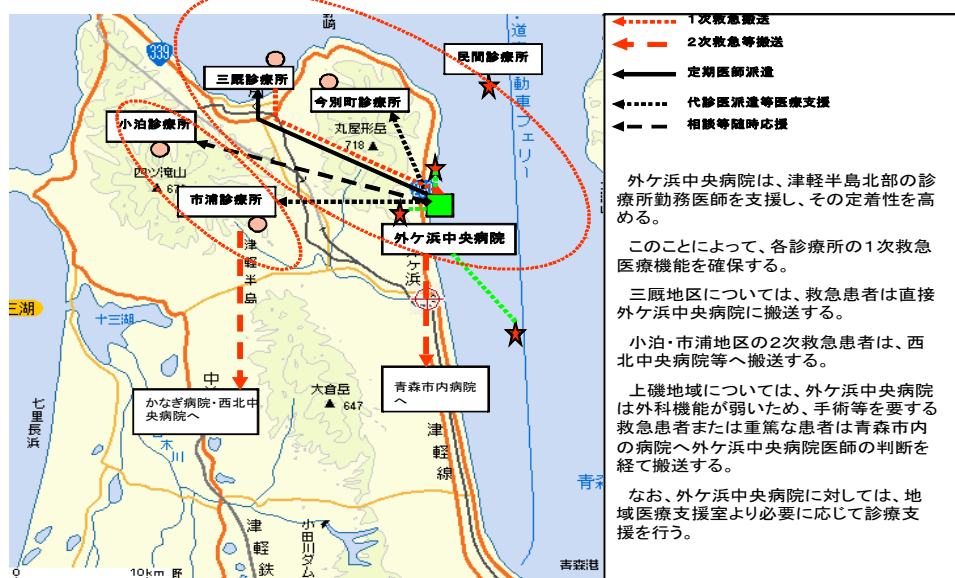 崎
339
三厩診療所
今別町診療所
民間診療所
小泊診療所
丸屋形岳
718
四ツ滝山
市浦診療所
外ケ浜中央病院
ケ浜
津軽半島
三湖
十三湖
・道
動車フェリー
かなぎ病院・西北中
央病院へ
青森市内病院
へ
大倉岳
647
中
七里長浜
木川
津軽線
青森
津軽鉄
小田川ダム
青森港
0
10km
野
1次救急搬送
2次救急等搬送
定期医師派遣
代診医派遣等医療支援
相談等随時応援
外ケ浜中央病院は、津軽半島北部の診
療所勤務医師を支援し、その定着性を高
める。
このことによって、各診療所の1次救急
医療機能を確保する。
三厩地区については、救急患者は直接
外ケ浜中央病院に搬送する。
小泊・市浦地区の2次救急患者は、西
北中央病院等へ搬送する。
上磯地域については、外ケ浜中央病院
は外科機能が弱いため、手術等を要する
救急患者または重篤な患者は青森市内
の病院へ外ケ浜中央病院医師の判断を
経て搬送する。
なお、外ケ浜中央病院に対しては、地
域医療支援室より必要に応じて診療支
援を行う。